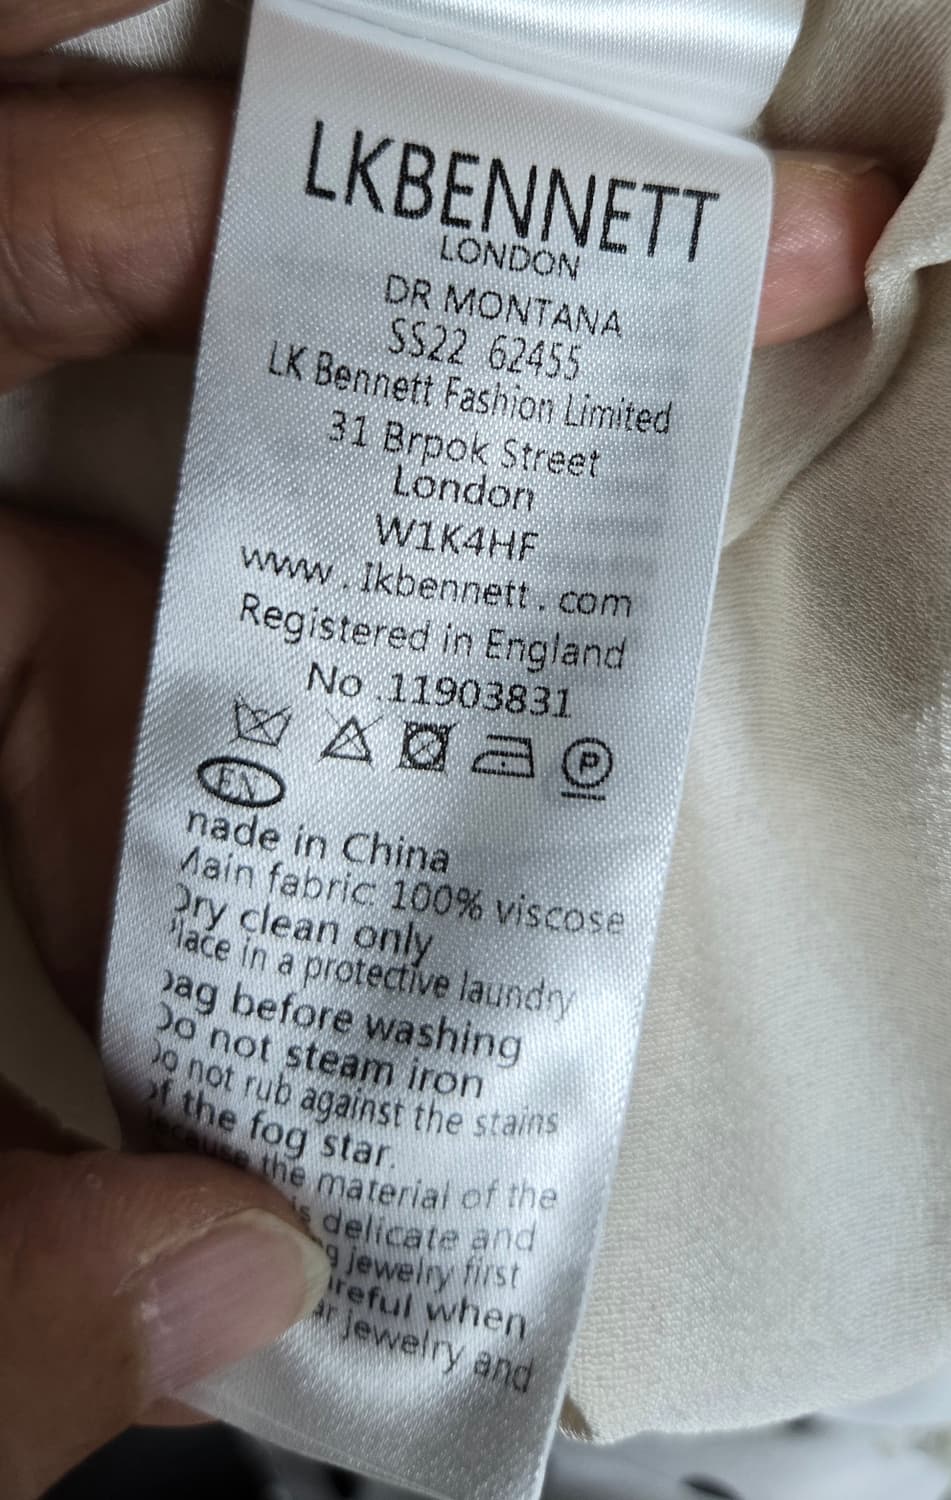 LKBENNETT
LONDON
DR MONTANA
SS22 62455
LK Bennett Fashion Limited
31 Brpok Street
London
W1K4HF
www.lkbennett.com
Registered in England
No .11903831
P
EN
nade in China
Main fabric: 100% viscose
Dry clean only
Place in a protective laundry
bag before washing
Do not steam iron
Do not rub against the stains
of the fog star.
because the material of the
is delicate and
jewelry first
when
jewelry and